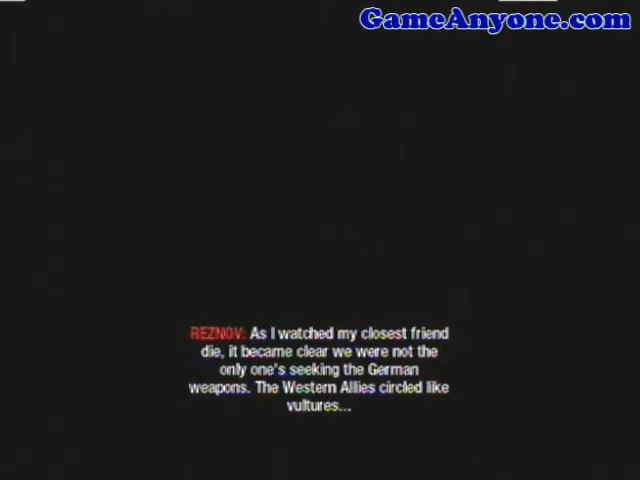 GameAnyone.com
REZNOV: As I watched my closest friend
die, it became clear we were not the
only one's seeking the German
weapons. The Western Allies circled like
vultures...